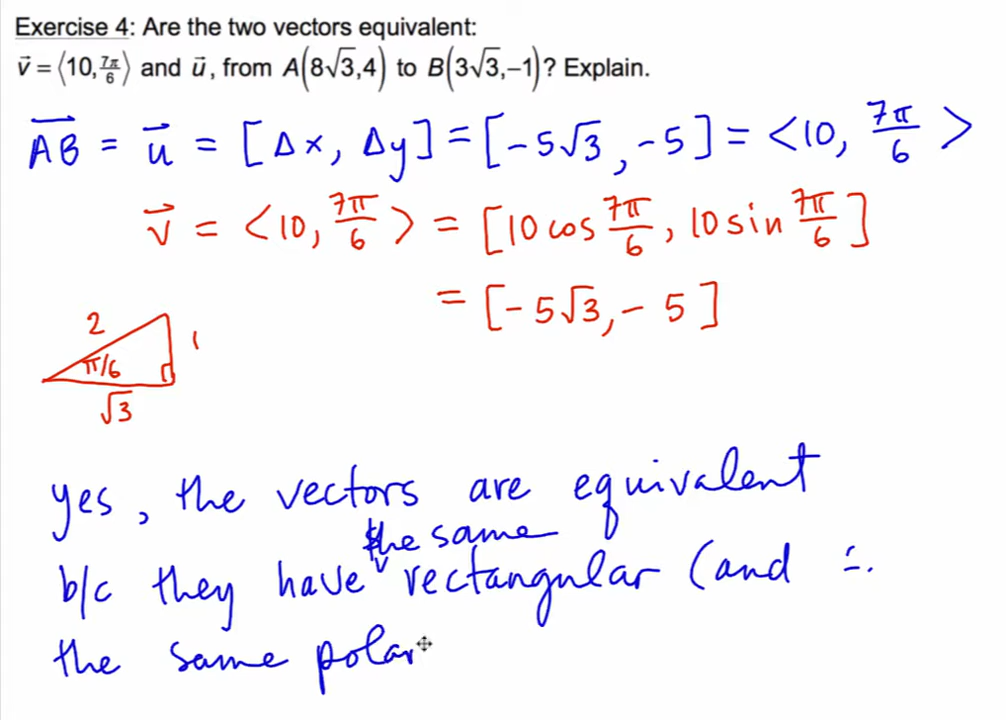 Exercise 4: Are the two vectors equivalent:
v⃗ = ⟨10, 7π/6⟩ and u⃗, from A(8√3,4) to B(3√3,−1)? Explain.
AB⃗ = u⃗ = [Δx, Δy] = [-5√3, -5] = <10, 7π/6>
v⃗ = <10, 7π/6> = [10 cos 7π/6, 10 sin 7π/6]
= [-5√3, -5]
2
1
π/6
√3
yes, the vectors are equivalent
the same
b/c they have ˅ rectangular (and ∴
the same polar